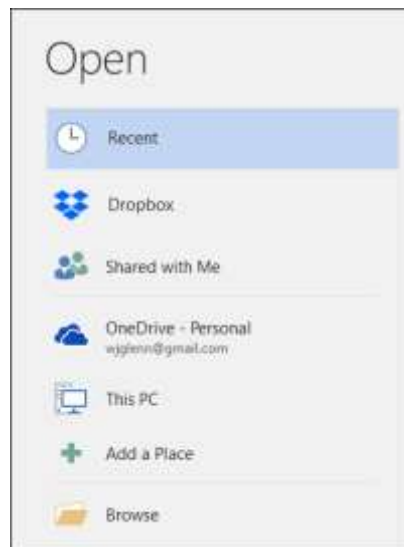 Open
Recent
Dropbox
Shared with Me
OneDrive - Personal
wjglenn@gmail.com
This PC
Add a Place
Browse